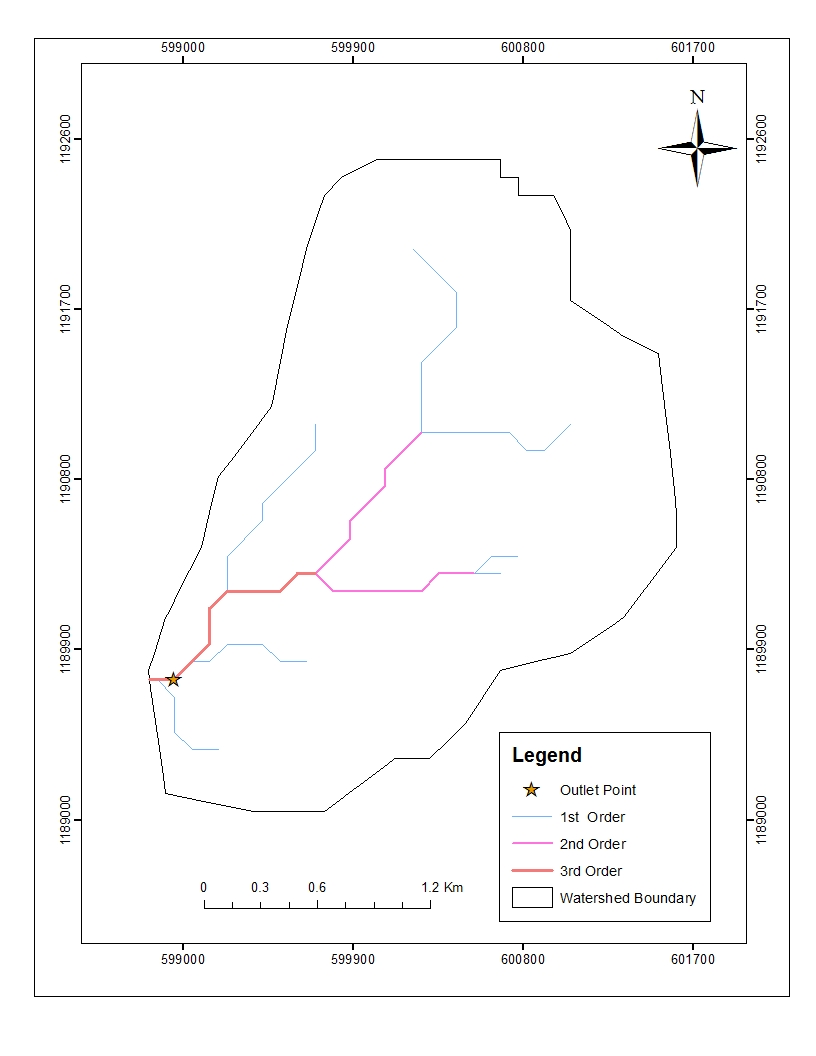 599000 599900 600800 601700
N
1192600 1192600
1191700 1191700
1190800 1190800
1189900 1189900
1189000 1189000
Legend
Outlet Point
1st  Order
2nd Order
3rd Order
Watershed Boundary
0 0.3 0.6 1.2 Km
599000 599900 600800 601700